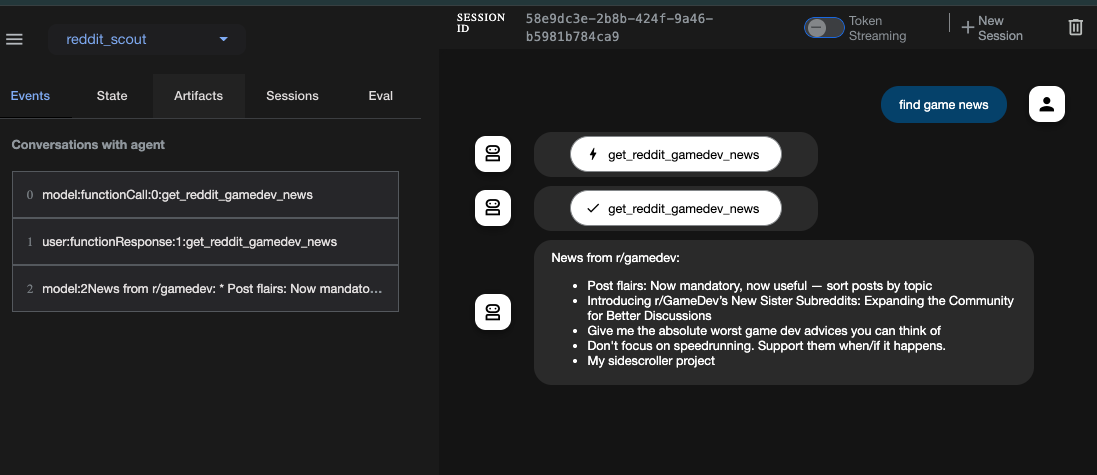 reddit_scout
SESSION
ID
58e9dc3e-2b8b-424f-9a46-
b5981b784ca9
Token
Streaming
New
Session
Events
State
Artifacts
Sessions
Eval
Conversations with agent
0 model:functionCall:0:get_reddit_gamedev_news
1 user:functionResponse:1:get_reddit_gamedev_news
2 model:2News from r/gamedev: * Post flairs: Now mandato…
find game news
get_reddit_gamedev_news
get_reddit_gamedev_news
News from r/gamedev:
• Post flairs: Now mandatory, now useful — sort posts by topic
• Introducing r/GameDev's New Sister Subreddits: Expanding the Community
for Better Discussions
• Give me the absolute worst game dev advices you can think of
• Don't focus on speedrunning. Support them when/if it happens.
• My sidescroller project